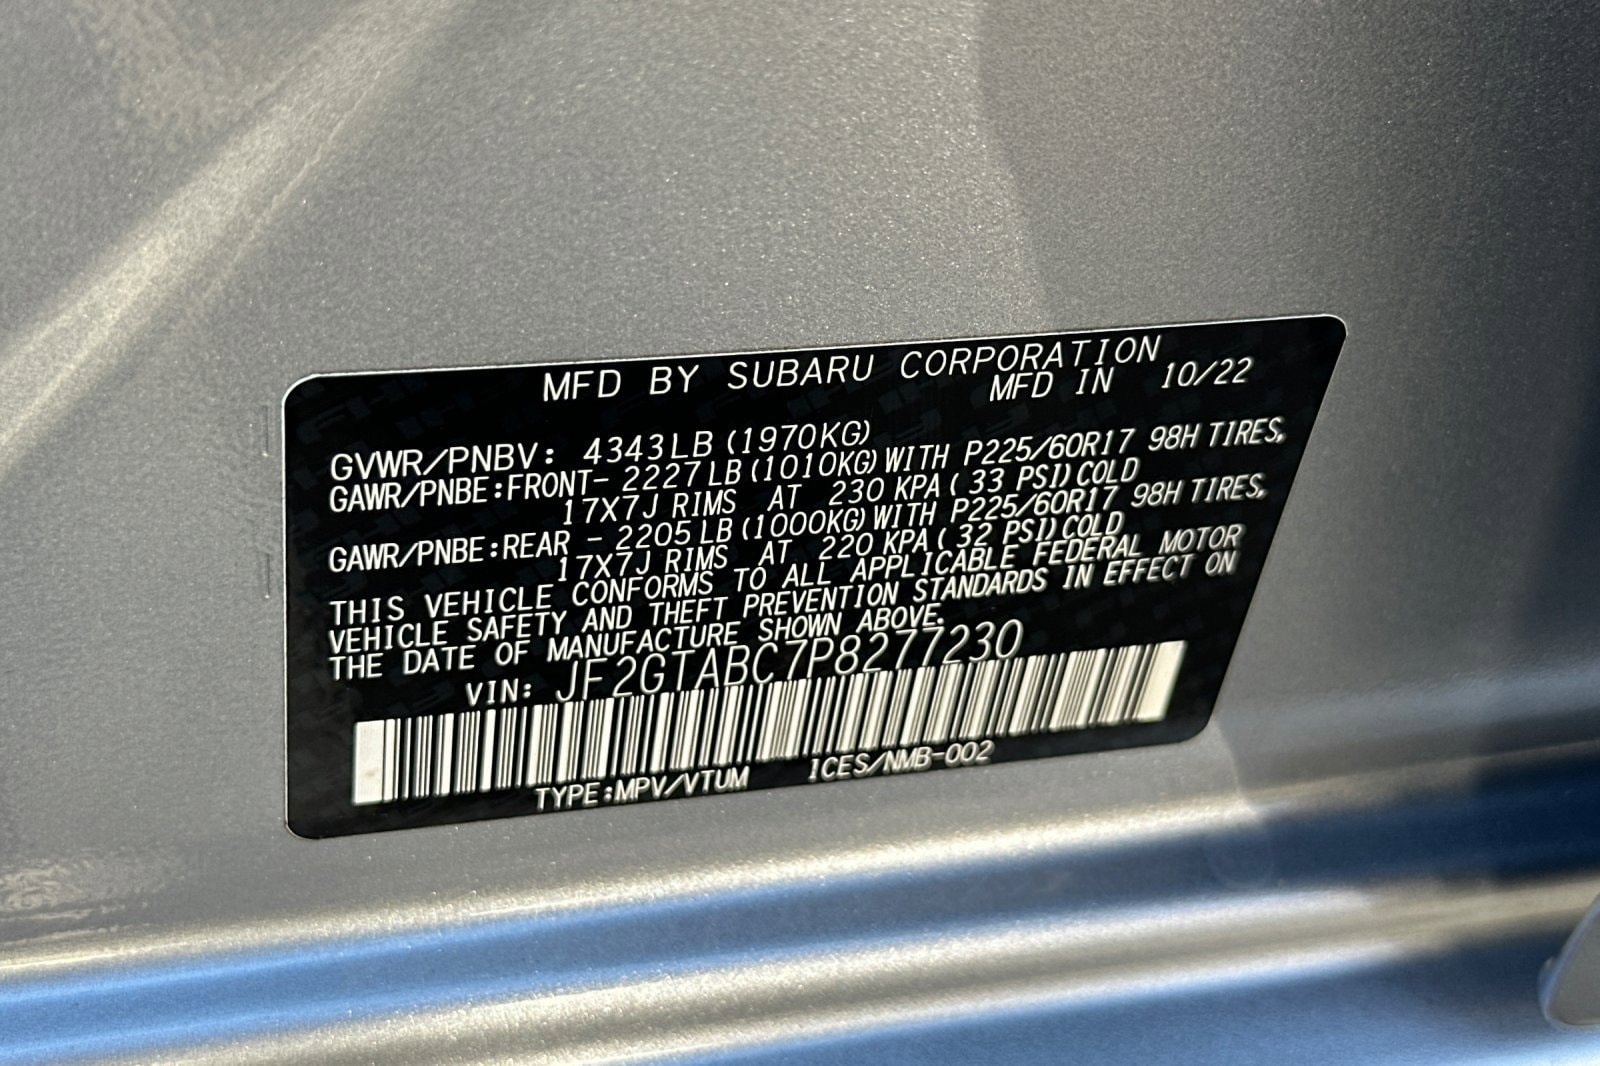 MFD BY SUBARU CORPORATION
MFD IN 10/22
GVWR/PNBV: 4343LB (1970KG)
GAWR/PNBE:FRONT- 2227LB(1010KG)WITH P225/60R17 98H TIRES,
17X7J RIMS AT 230 KPA( 33 PSI)COLD
GAWR/PNBE:REAR - 2205LB(1000KG)WITH P225/60R17 98H TIRES,
17X7J RIMS AT 220 KPA( 32 PSI)COLD
THIS VEHICLE CONFORMS TO ALL APPLICABLE FEDERAL MOTOR
VEHICLE SAFETY AND THEFT PREVENTION STANDARDS IN EFFECT ON
THE DATE OF MANUFACTURE SHOWN ABOVE.
VIN: JF2GTABC7P8277230
TYPE:MPV/VTUM ICES/NMB-002